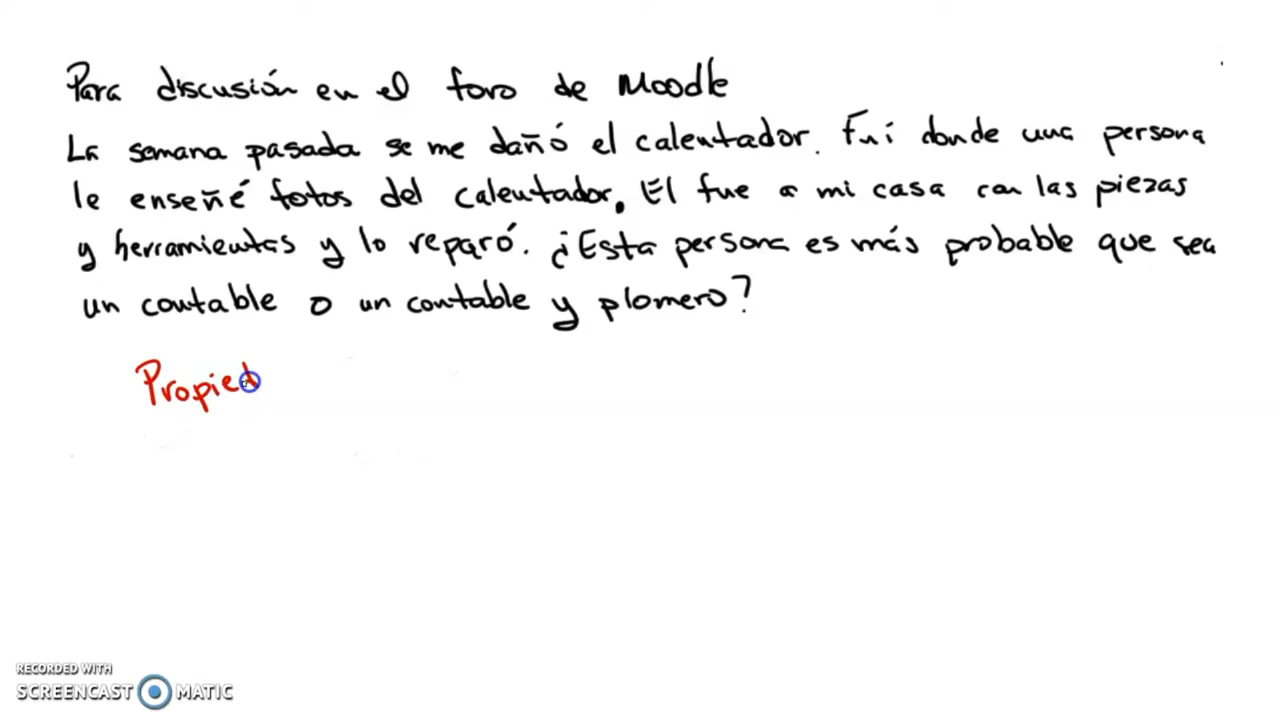 Para discusión en el foro de Moodle
La semana pasada se me dañó el calentador. Fui donde una persona
le enseñé fotos del calentador. El fue a mi casa con las piezas
y herramientas y lo reparó. ¿Esta persona es más probable que sea
un contable o un contable y plomero?
Propied
RECORDED WITH
SCREENCAST MATIC